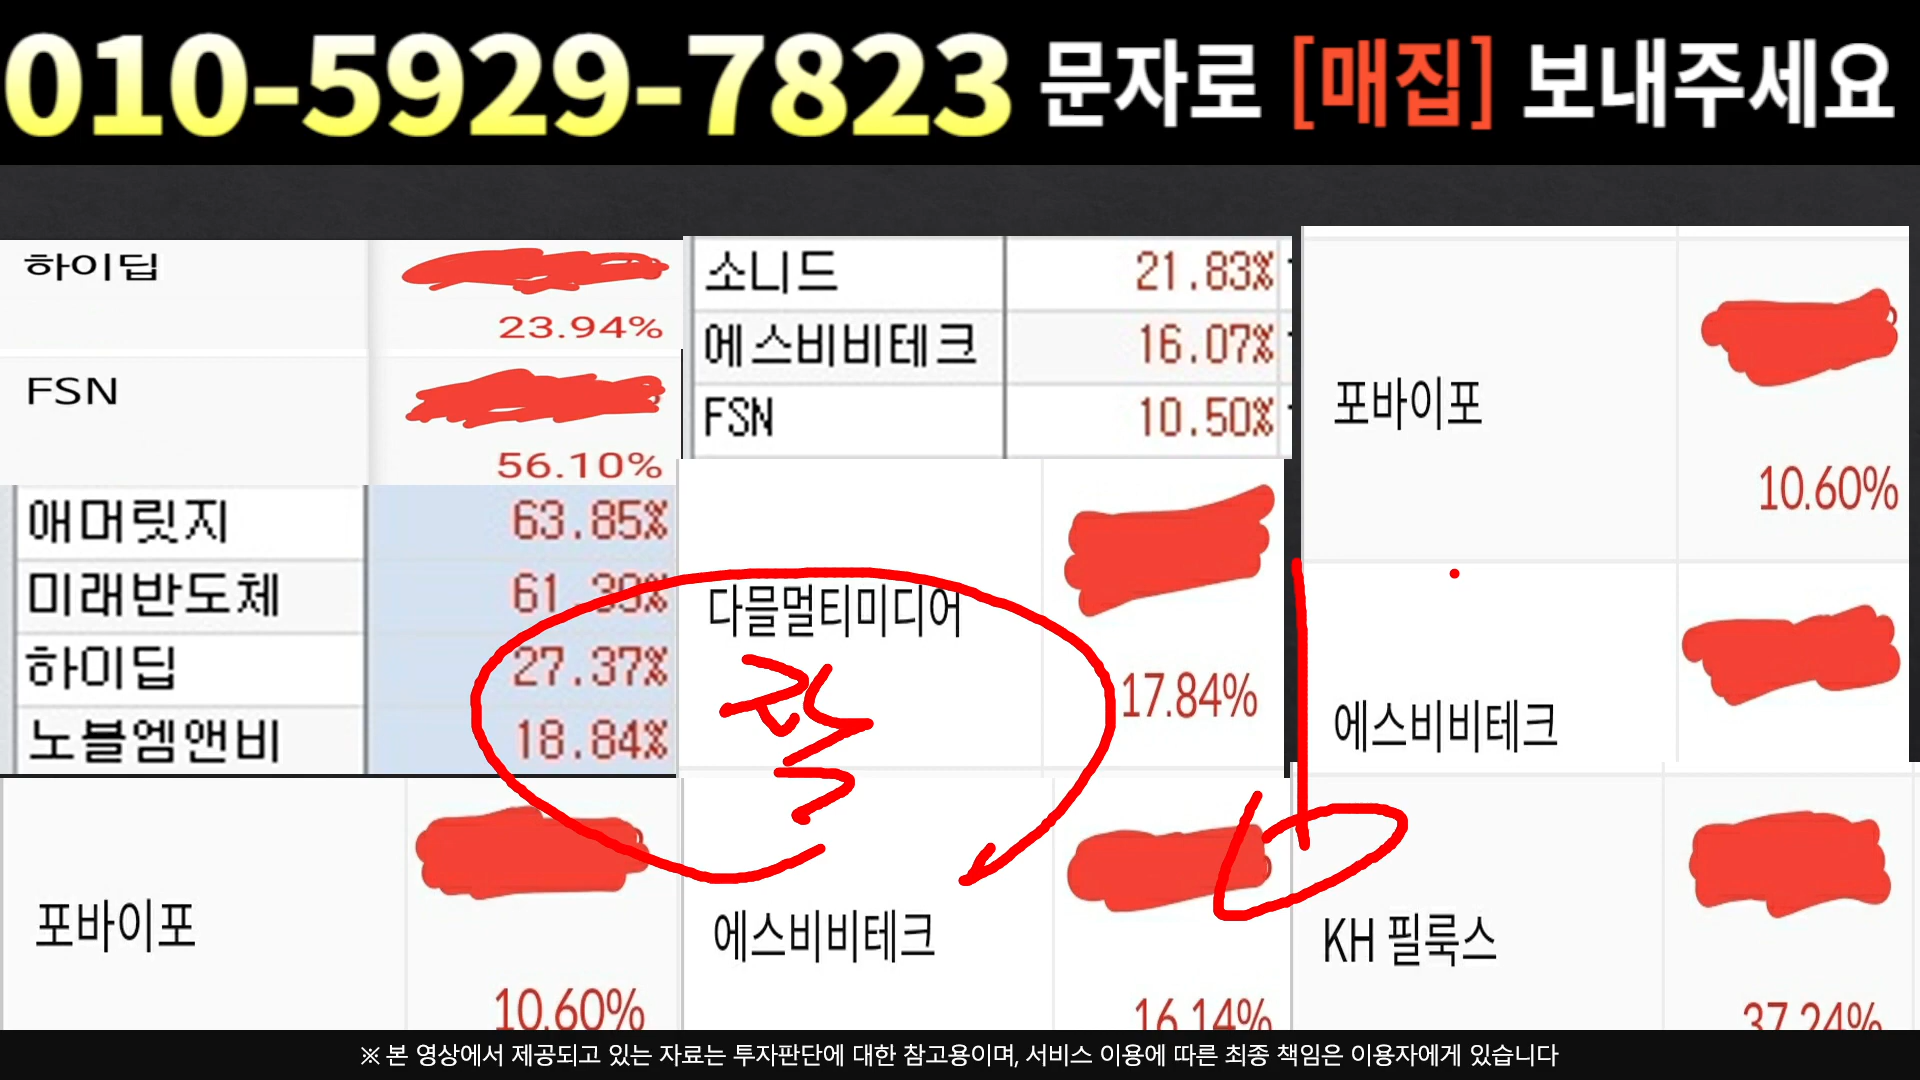 010-5929-7823 문자로 [매집] 보내주세요
하이딥
23.94%
FSN
56.10%
애머릿지 63.85%
미래반도체 61.39%
하이딥 27.37%
노블엠앤비 18.84%
소니드 21.83%
에스비비테크 16.07%
FSN 10.50%
다믈멀티미디어
17.84%
포바이포
10.60%
에스비비테크
포바이포
10.60%
에스비비테크
16.14%
KH 필룩스
37.24%
※ 본 영상에서 제공되고 있는 자료는 투자판단에 대한 참고용이며, 서비스 이용에 따른 최종 책임은 이용자에게 있습니다